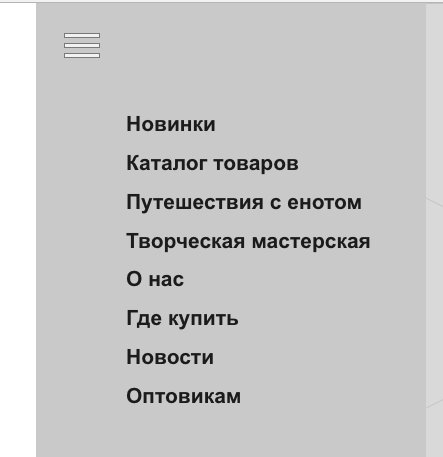 Новинки
Каталог товаров
Путешествия с енотом
Творческая мастерская
О нас
Где купить
Новости
Оптовикам